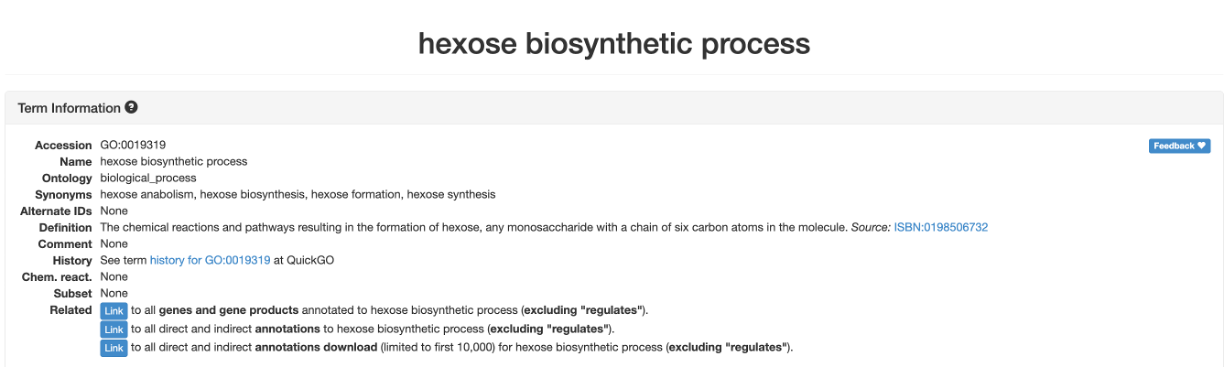 hexose biosynthetic process
Term Information
Accession GO:0019319
Feedback
Name hexose biosynthetic process
Ontology biological_process
Synonyms hexose anabolism, hexose biosynthesis, hexose formation, hexose synthesis
Alternate IDs None
Definition The chemical reactions and pathways resulting in the formation of hexose, any monosaccharide with a chain of six carbon atoms in the molecule. Source: ISBN:0198506732
Comment None
History See term history for GO:0019319 at QuickGO
Chem. react. None
Subset None
Related Link to all genes and gene products annotated to hexose biosynthetic process (excluding "regulates").
Link to all direct and indirect annotations to hexose biosynthetic process (excluding "regulates").
Link to all direct and indirect annotations download (limited to first 10,000) for hexose biosynthetic process (excluding "regulates").